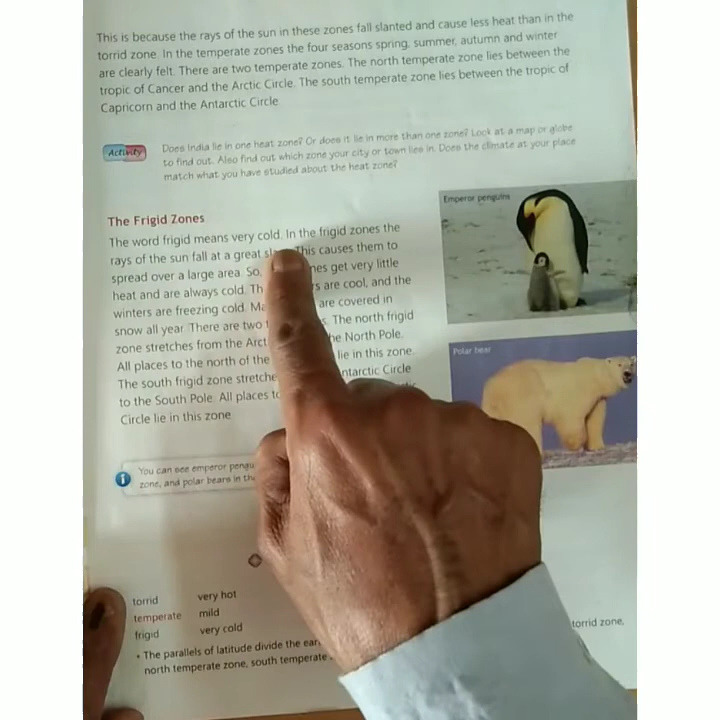 This is because the rays of the sun in these zones fall slanted and cause less heat than in the
torrid zone. In the temperate zones the four seasons spring, summer, autumn and winter
are clearly felt. There are two temperate zones. The north temperate zone lies between the
tropic of Cancer and the Arctic Circle. The south temperate zone lies between the tropic of
Capricorn and the Antarctic Circle.
Activity
Does India lie in one heat zone? Or does it lie in more than one zone? Look at a map or globe
to find out. Also find out which zone your city or town lies in. Does the climate at your place
match what you have studied about the heat zone?
The Frigid Zones
The word frigid means very cold. In the frigid zones the
rays of the sun fall at a great This causes them to
spread over a large area. So, get very little
heat and are always cold. are cool, and the
winters are freezing cold. are covered in
snow all year. There are two The north frigid
zone stretches from the North Pole.
All places to the north of the lie in this zone.
The south frigid zone Circle
to the South Pole. All places
Circle lie in this zone.
Emperor penguins
Polar bear
You can see emperor
zone, and polar bears in
torrid very hot
temperate mild
frigid very cold
• The parallels of latitude divide the torrid zone,
north temperate zone, south temperate